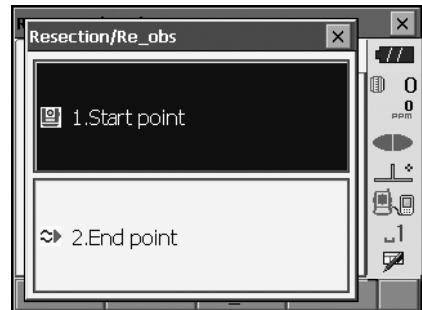 Resection/Re_obs
1.Start point
2.End point
0
0
PPM
1